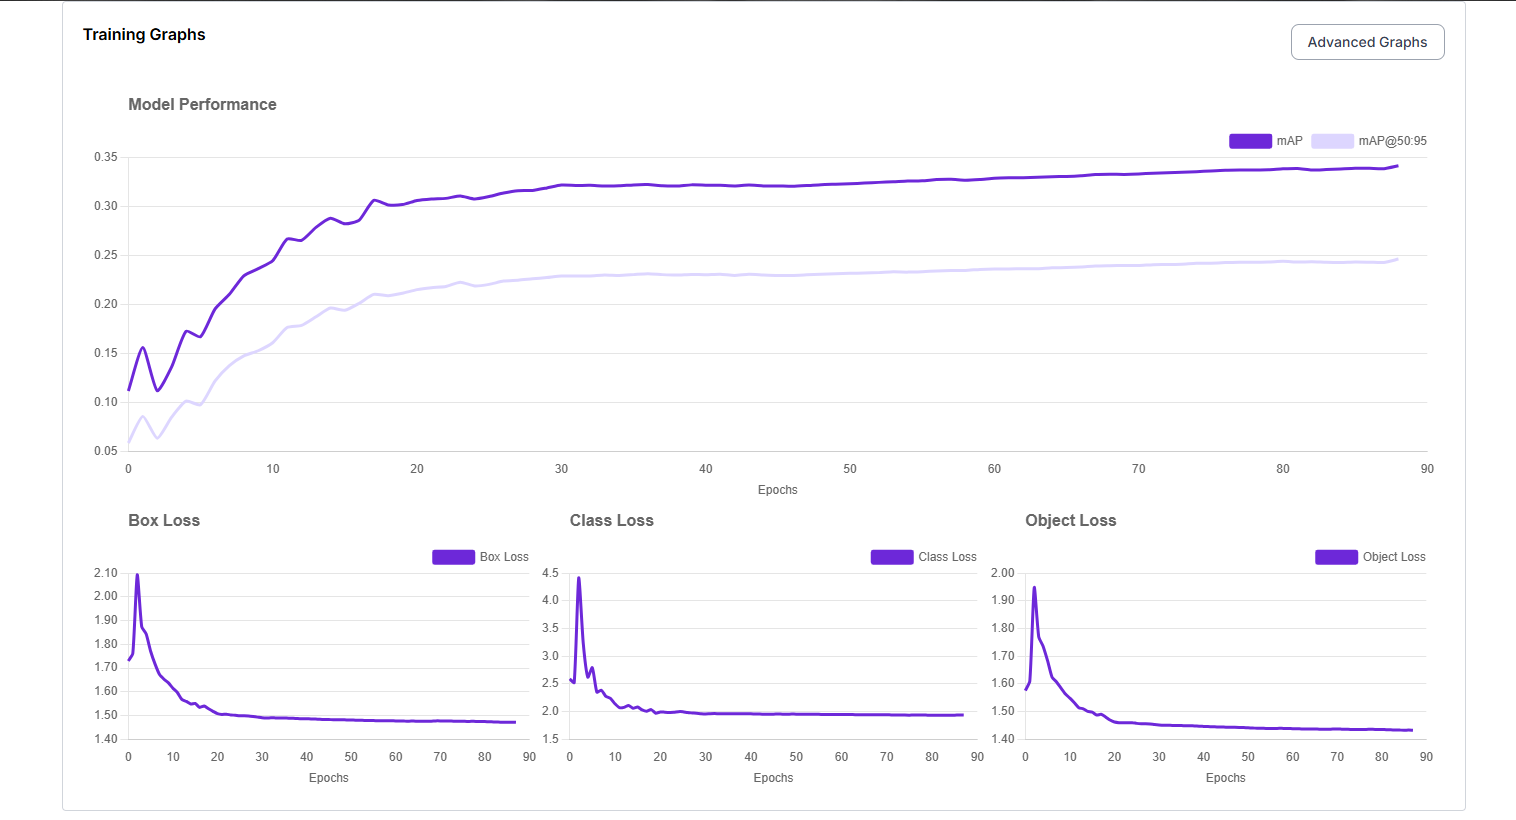 Training Graphs
Advanced Graphs
Model Performance
mAP mAP@50:95
0.35
0.30
0.25
0.20
0.15
0.10
0.05
0 10 20 30 40 50 60 70 80 90
Epochs
Box Loss
Box Loss
2.10
2.00
1.90
1.80
1.70
1.60
1.50
1.40
0 10 20 30 40 50 60 70 80 90
Epochs
Class Loss
Class Loss
4.5
4.0
3.5
3.0
2.5
2.0
1.5
0 10 20 30 40 50 60 70 80 90
Epochs
Object Loss
Object Loss
2.00
1.90
1.80
1.70
1.60
1.50
1.40
0 10 20 30 40 50 60 70 80 90
Epochs